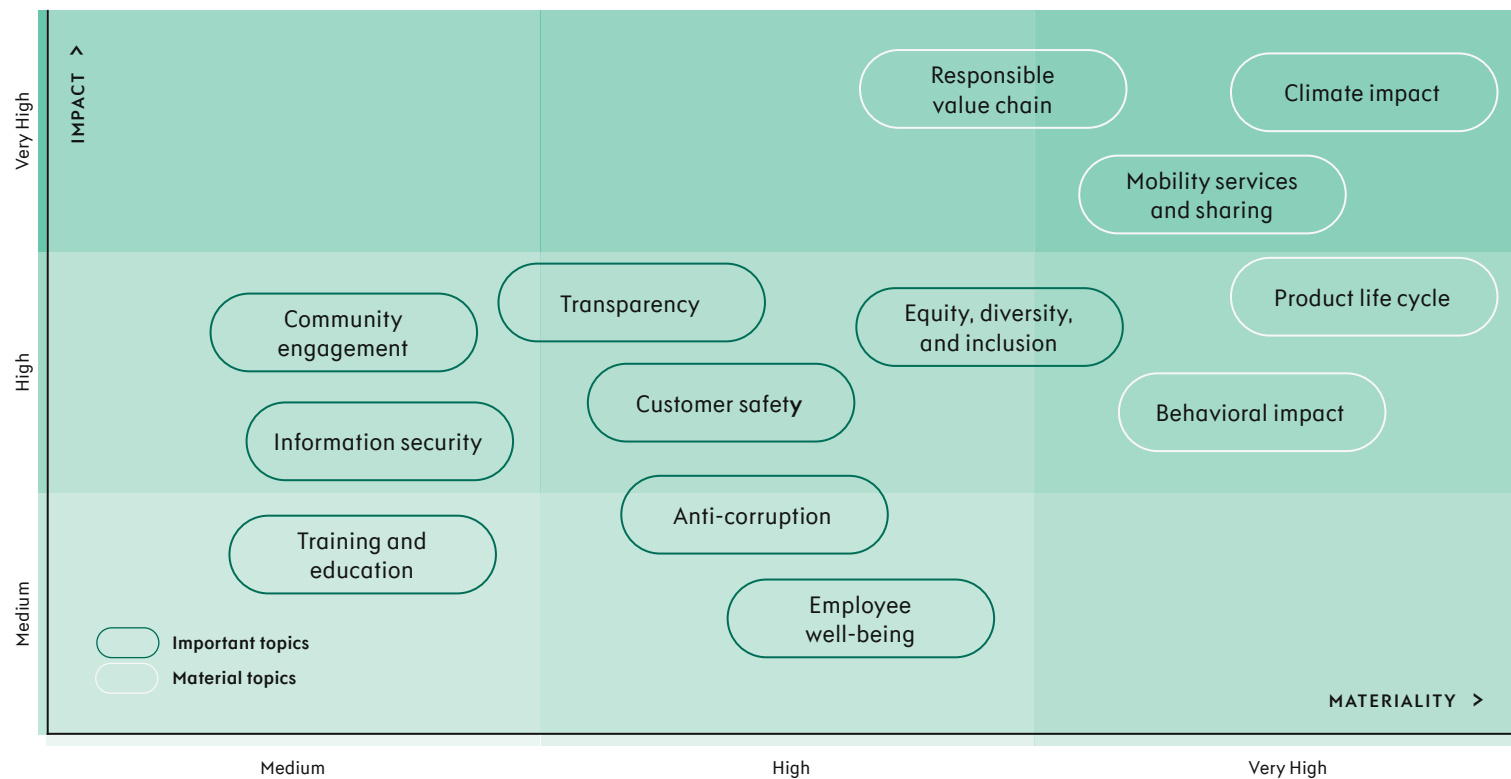 IMPACT >
Very High
High
Medium
Responsible
value chain
Climate impact
Mobility services
and sharing
Product life cycle
Transparency
Community
engagement
Equity, diversity,
and inclusion
Customer safety
Behavioral impact
Information security
Anti-corruption
Training and
education
Employee
well-being
Important topics
Material topics
MATERIALITY >
Medium
High
Very High